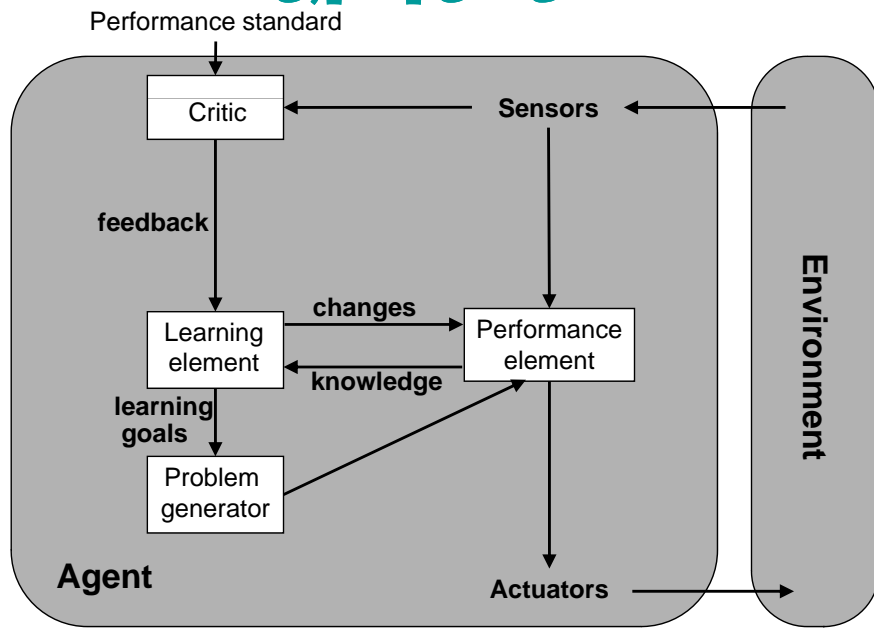 Performance standard
Critic
Sensors
feedback
changes
Learning
element
Performance
element
knowledge
learning
goals
Problem
generator
Agent
Actuators
Environment